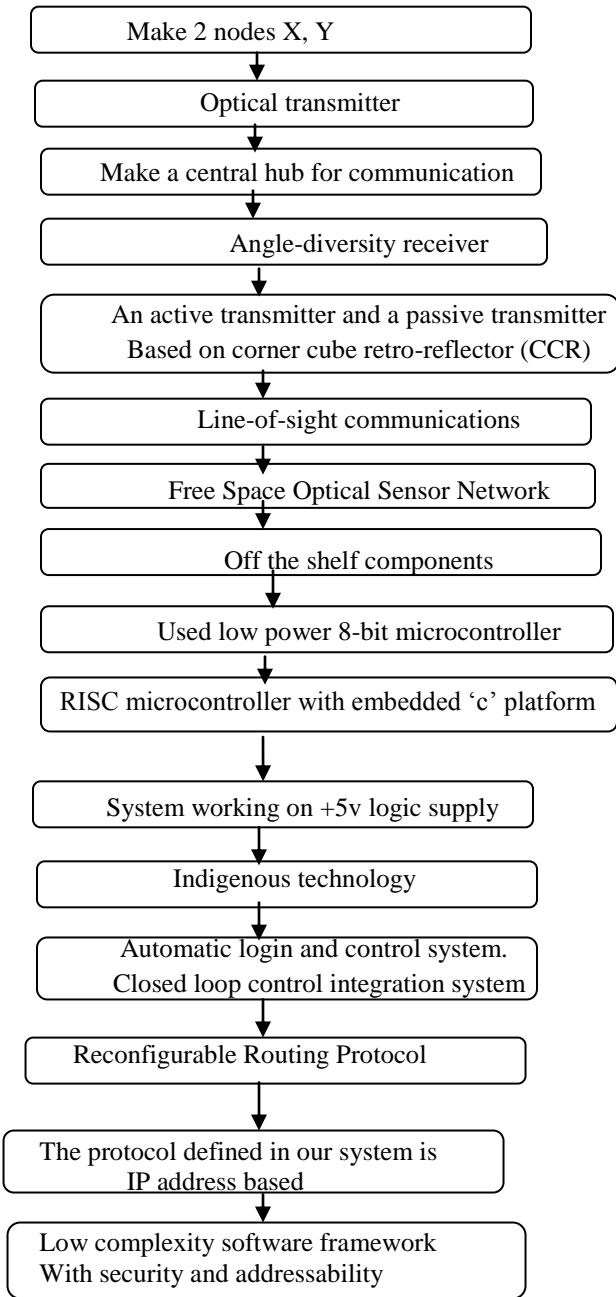 Make 2 nodes X, Y
Optical transmitter
Make a central hub for communication
Angle-diversity receiver
An active transmitter and a passive transmitter
Based on corner cube retro-reflector (CCR)
Line-of-sight communications
Free Space Optical Sensor Network
Off the shelf components
Used low power 8-bit microcontroller
RISC microcontroller with embedded ‘c’ platform
System working on +5v logic supply
Indigenous technology
Automatic login and control system.
Closed loop control integration system
Reconfigurable Routing Protocol
The protocol defined in our system is
IP address based
Low complexity software framework
With security and addressability